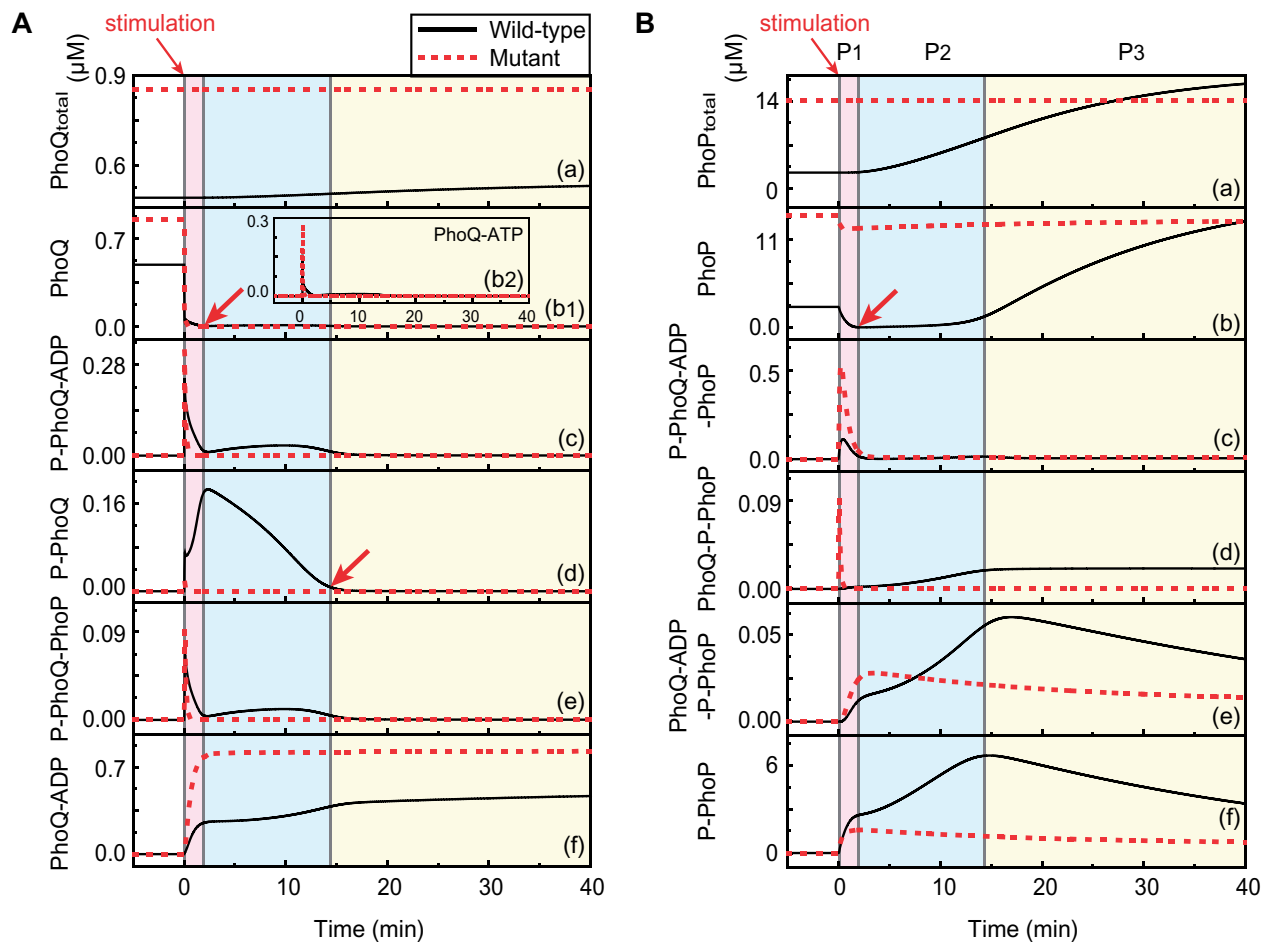 A
stimulation
Wild-type
Mutant
(µM)
0.9
0.6
PhoQtotal
(a)
0.7
0.0
PhoQ
(b1)
0.3
0.0
PhoQ-ATP
(b2)
0 10 20 30 40
0.28
0.00
P-PhoQ-ADP
(c)
0.16
0.00
P-PhoQ
(d)
0.09
0.00
P-PhoQ-PhoP
(e)
0.7
0.0
PhoQ-ADP
(f)
0 10 20 30 40
Time (min)
B
stimulation
(µM)
P1 P2 P3
14
0
PhoPtotal
(a)
11
0.0
PhoP
(b)
0.5
0.0
P-PhoQ-ADP
-PhoP
(c)
0.09
0.00
PhoQ-P-PhoP
(d)
0.05
0.00
PhoQ-ADP
-P-PhoP
(e)
6
0
P-PhoP
(f)
0 10 20 30 40
Time (min)